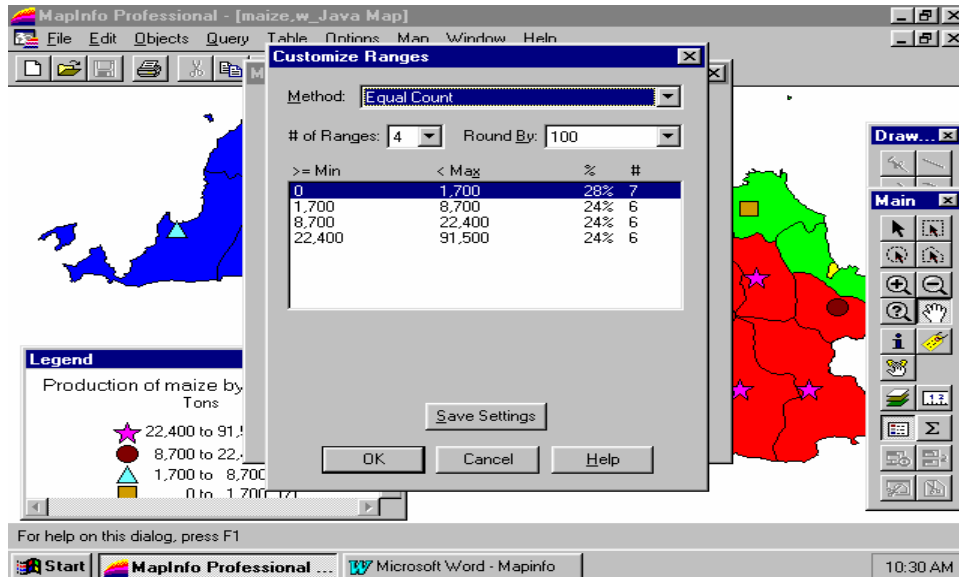 MapInfo Professional - [maize,w_Java Map]
File Edit Objects Query Table Options Map Window Help
Customize Ranges
M
Method: Equal Count
# of Ranges: 4 Round By: 100
>= Min < Max % #
0 1,700 28% 7
1,700 8,700 24% 6
8,700 22,400 24% 6
22,400 91,500 24% 6
Save Settings
OK Cancel Help
Draw...
Main
Legend
Production of maize by
Tons
22,400 to 91,
8,700 to 22,
1,700 to 8,700
0 to 1,700 (7)
For help on this dialog, press F1
Start MapInfo Professional ... Microsoft Word - Mapinfo 10:30 AM